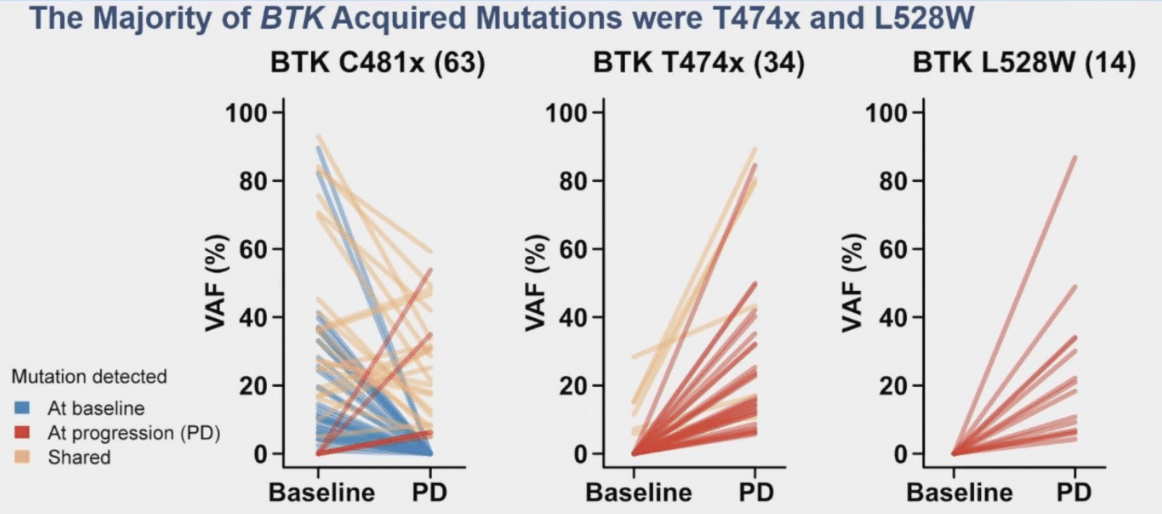 The Majority of BTK Acquired Mutations were T474x and L528W
BTK C481x (63)
BTK T474x (34)
BTK L528W (14)
VAF (%)
100
80
60
40
20
0
Baseline PD
VAF (%)
100
80
60
40
20
0
Baseline PD
VAF (%)
100
80
60
40
20
0
Baseline PD
Mutation detected
At baseline
At progression (PD)
Shared